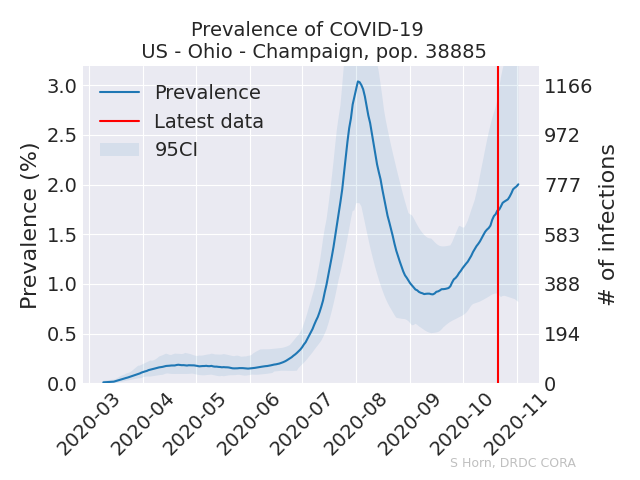 Prevalence of COVID-19
US - Ohio - Champaign, pop. 38885
Prevalence
Latest data
95CI
Prevalence (%)
3.0
2.5
2.0
1.5
1.0
0.5
0.0
1166
972
777
583
388
194
0
# of infections
2020-03
2020-04
2020-05
2020-06
2020-07
2020-08
2020-09
2020-10
2020-11
S Horn, DRDC CORA